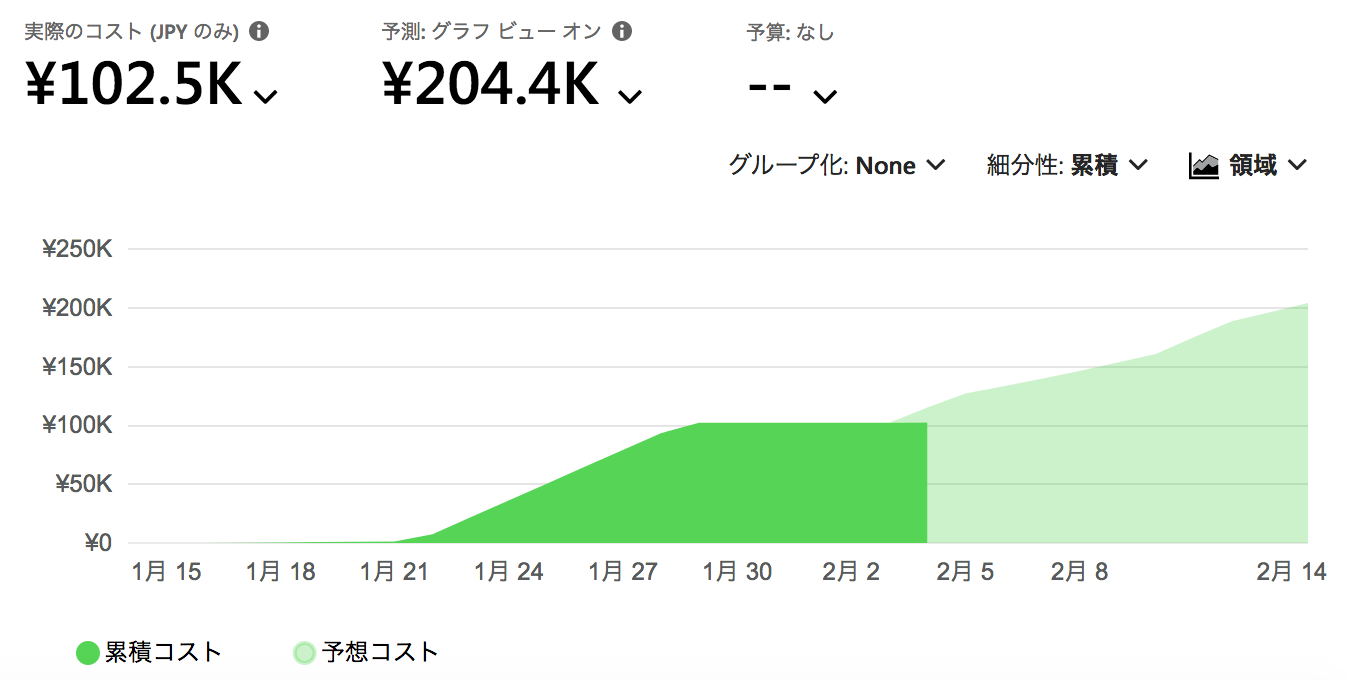 実際のコスト (JPY のみ)
¥102.5K
予測: グラフ ビュー オン
¥204.4K
予算: なし
--
グループ化: None
細分性: 累積
領域
¥250K
¥200K
¥150K
¥100K
¥50K
¥0
1月 15
1月 18
1月 21
1月 24
1月 27
1月 30
2月 2
2月 5
2月 8
2月 14
累積コスト
予想コスト